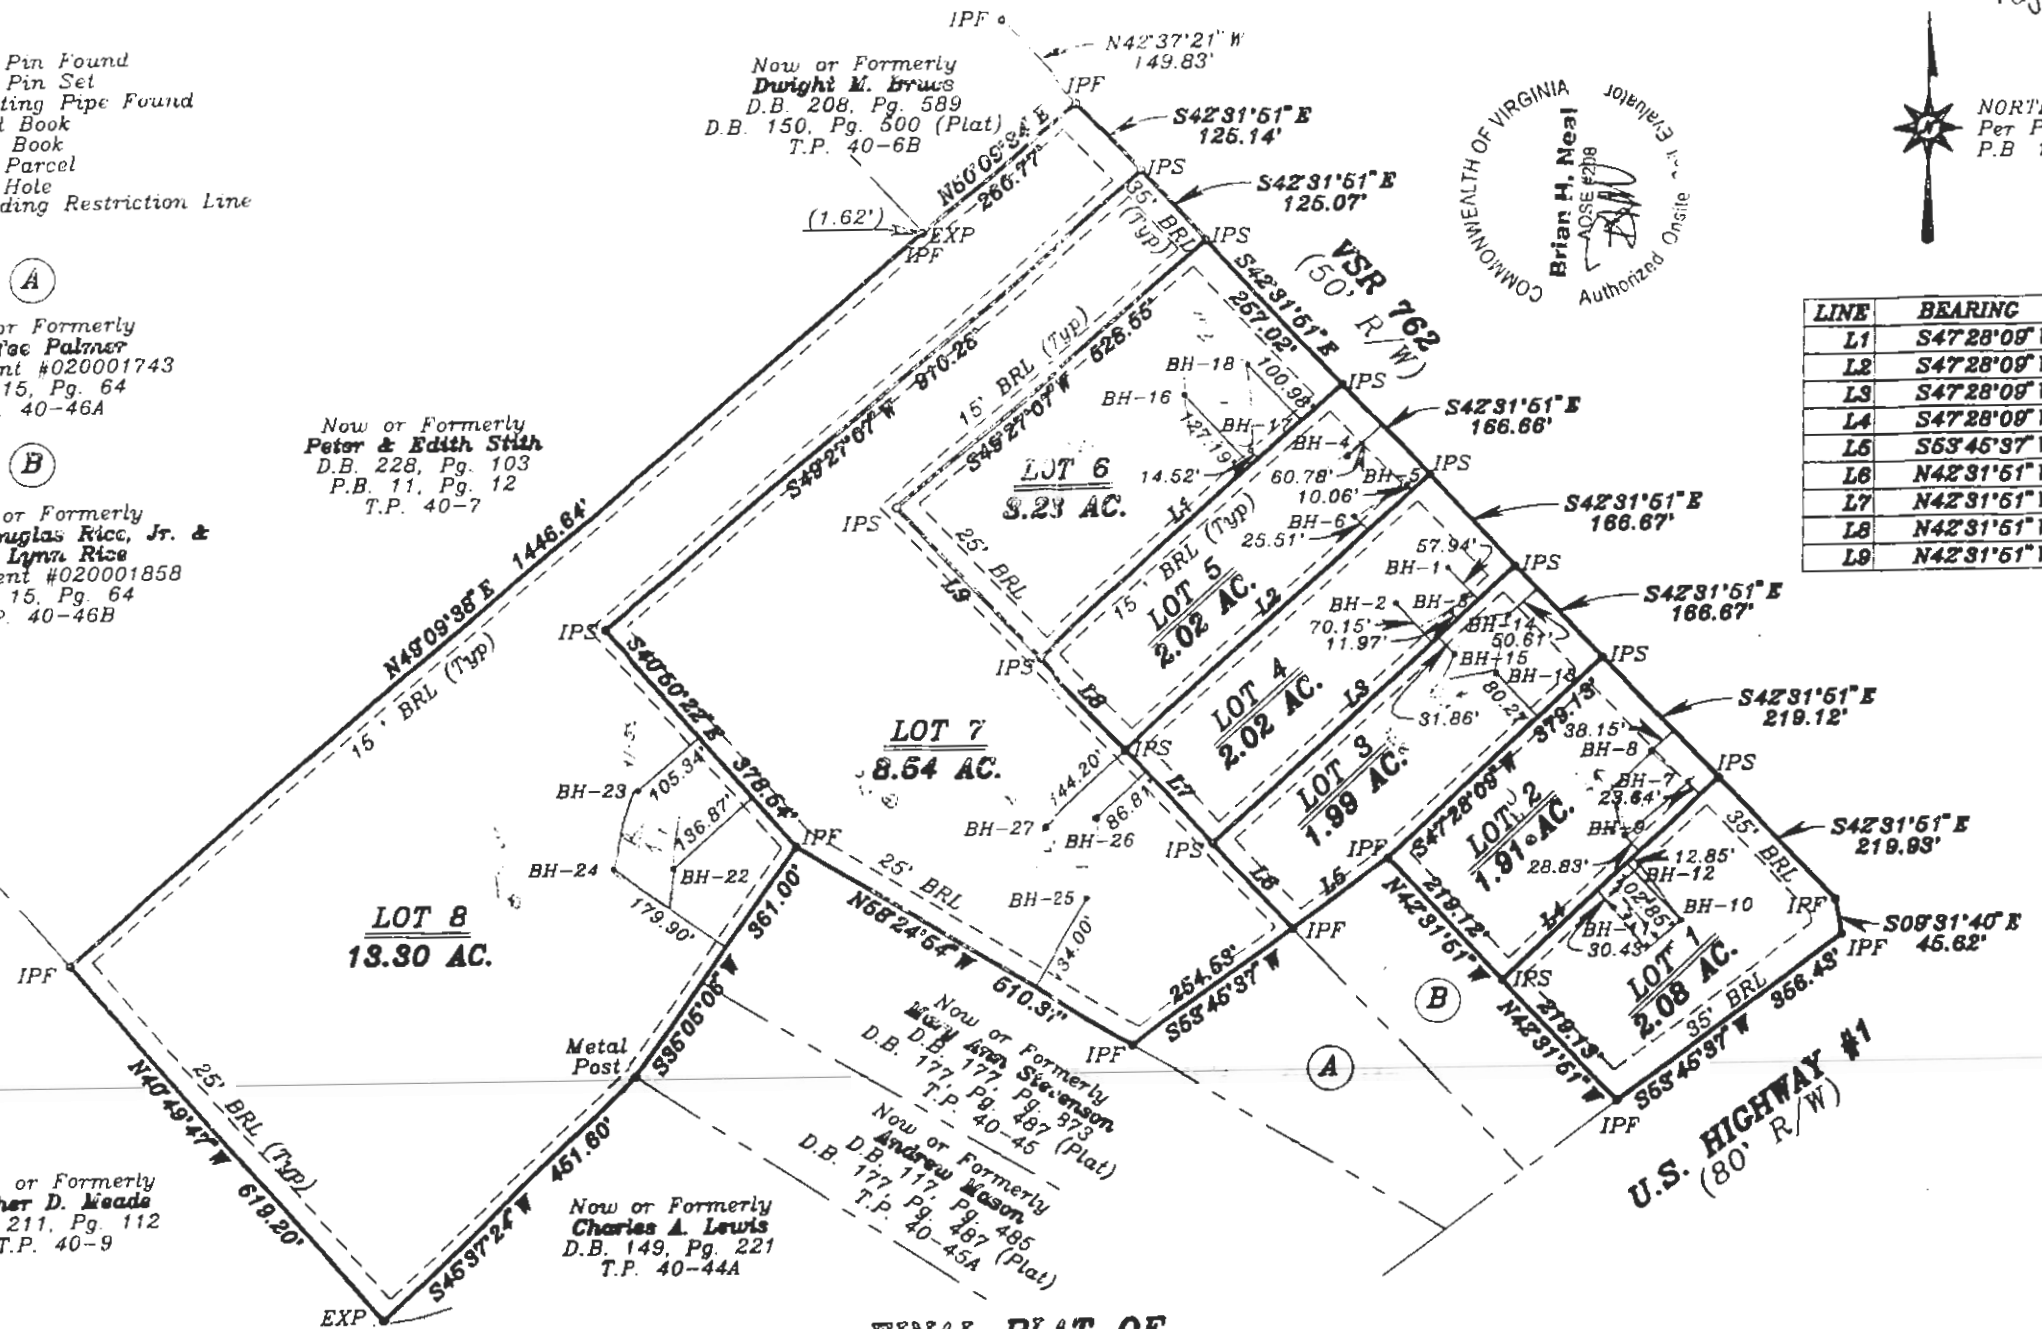 Pin Found
Pin Set
ting Pipe Found
Book
Book
Parcel
Hole
ding Restriction Line
A
or Formerly
Palmer
ent #020001743
15, Pg. 64
40-46A
B
or Formerly
ouglas Rice, Jr. &
Lynn Rice
ent #020001858
15, Pg. 64
P. 40-46B
Now or Formerly
Peter & Edith Stith
D.B. 228, Pg. 103
P.B. 11, Pg. 12
T.P. 40-7
Now or Formerly
Dwight M. Bruce
D.B. 208, Pg. 589
D.B. 150, Pg. 500 (Plat)
T.P. 40-6B
IPF
N42°37'21" W
149.83'
IPF
S42°31'51" E
125.14'
IPS
S42°31'51" E
125.07'
IPS
260.77'
(1.62')
EXP
IPF
35' BRL
(Typ)
VSR 762
(50' R/W)
COMMONWEALTH OF VIRGINIA
Brian H. Neal
AOSE #208
Authorized Onsite Soil Evaluator
NORTH
Per P
P.B 1
LINE BEARING
L1 S47°28'09"
L2 S47°28'09"
L3 S47°28'09"
L4 S47°28'09"
L5 S53°45'37"
L6 N42°31'51"
L7 N42°31'51"
L8 N42°31'51"
L9 N42°31'51"
S42°31'51" E
257.02'
IPS
S42°31'51" E
166.66'
IPS
S42°31'51" E
166.67'
IPS
S42°31'51" E
166.67'
IPS
S42°31'51" E
219.12'
IPS
S42°31'51" E
219.93'
IPF
S09°31'40" E
45.62'
IPF
15' BRL (Typ)
S49°27'07" W 910.26'
S49°27'07" W 528.55'
BH-18
100.98'
BH-16
127.19'
BH-17
14.52'
LOT 6
3.23 AC.
IPS
25' BRL
L9
L4
BH-4
60.78'
BH-5
10.06'
BH-6
25.51'
15' BRL (Typ)
LOT 5
2.02 AC.
L2
IPS
L8
57.94'
BH-1
BH-2
BH-3
70.15'
11.97'
LOT 4
2.02 AC.
L3
IPS
L7
BH-14
50.61'
BH-15
BH-13
80.27'
31.86'
LOT 3
1.99 AC.
379.13'
S47°28'09" W
IPS
L6
L5
IPF
38.15'
BH-8
BH-7
23.64'
BH-9
28.83'
LOT 2
1.91 AC.
219.12'
N42°31'51" W
L4
12.85'
BH-12
102.85'
BH-10
BH-11
30.43'
35' BRL
LOT 1
2.08 AC.
35' BRL
356.43'
S53°45'37" W
IRS
219.13'
N42°31'51" W
IPF
U.S. HIGHWAY #1
(80' R/W)
N49°09'38" E 1446.64'
15' BRL (Typ)
IPS
S40°50'22" E 378.64'
LOT 7
8.54 AC.
144.20'
BH-27
86.81'
BH-26
BH-25
134.00'
25' BRL
IPF
N58°24'54" W 510.37'
IPF
254.63'
S53°45'37" W
IPF
A
B
BH-23
105.34'
136.87'
BH-24
BH-22
179.90'
LOT 8
13.30 AC.
361.00'
S35°05'06" W
Metal
Post
IPF
25' BRL (Typ)
N40°49'47" W 619.20'
S45°37'24" W 451.60'
EXP
or Formerly
her D. Meade
211, Pg. 112
T.P. 40-9
Now or Formerly
Charles A. Lewis
D.B. 149, Pg. 221
T.P. 40-44A
Now or Formerly
Mary Ann Stevenson
D.B. 177, Pg. 873
D.B. 177, Pg. 487 (Plat)
T.P. 40-45
Now or Formerly
Andrew Mason
D.B. 117, Pg. 485
D.B. 177, Pg. 487 (Plat)
T.P. 40-45A
PLAT OF